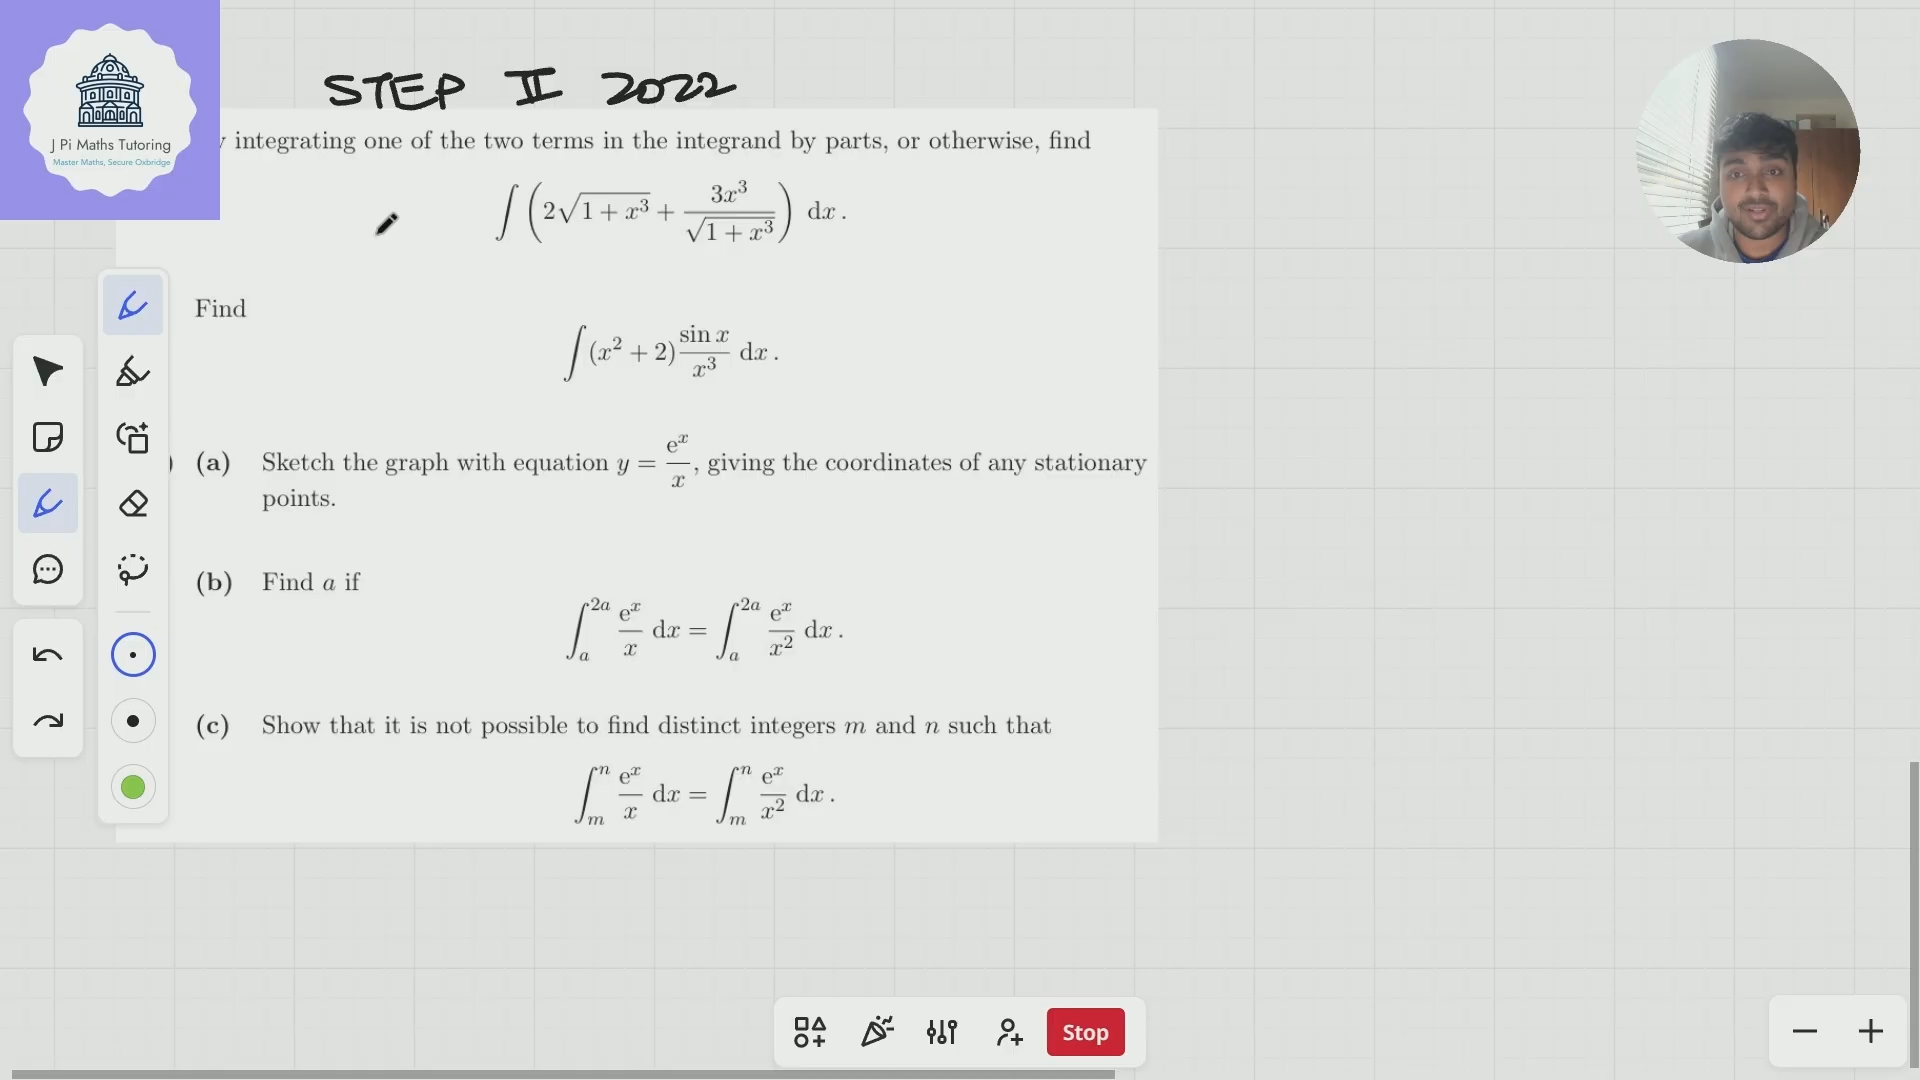 STEP II 2022
J Pi Maths Tutoring
Master Maths, Secure Oxbridge
integrating one of the two terms in the integrand by parts, or otherwise, find
∫ (2√(1 + x³) + 3x³/√(1 + x³)) dx .
Find
∫ (x² + 2) sin x/x³ dx .
) (a) Sketch the graph with equation y = eˣ/x, giving the coordinates of any stationary
points.
(b) Find a if
∫ₐ²ᵃ eˣ/x dx = ∫ₐ²ᵃ eˣ/x² dx .
(c) Show that it is not possible to find distinct integers m and n such that
∫ₘⁿ eˣ/x dx = ∫ₘⁿ eˣ/x² dx .
Stop